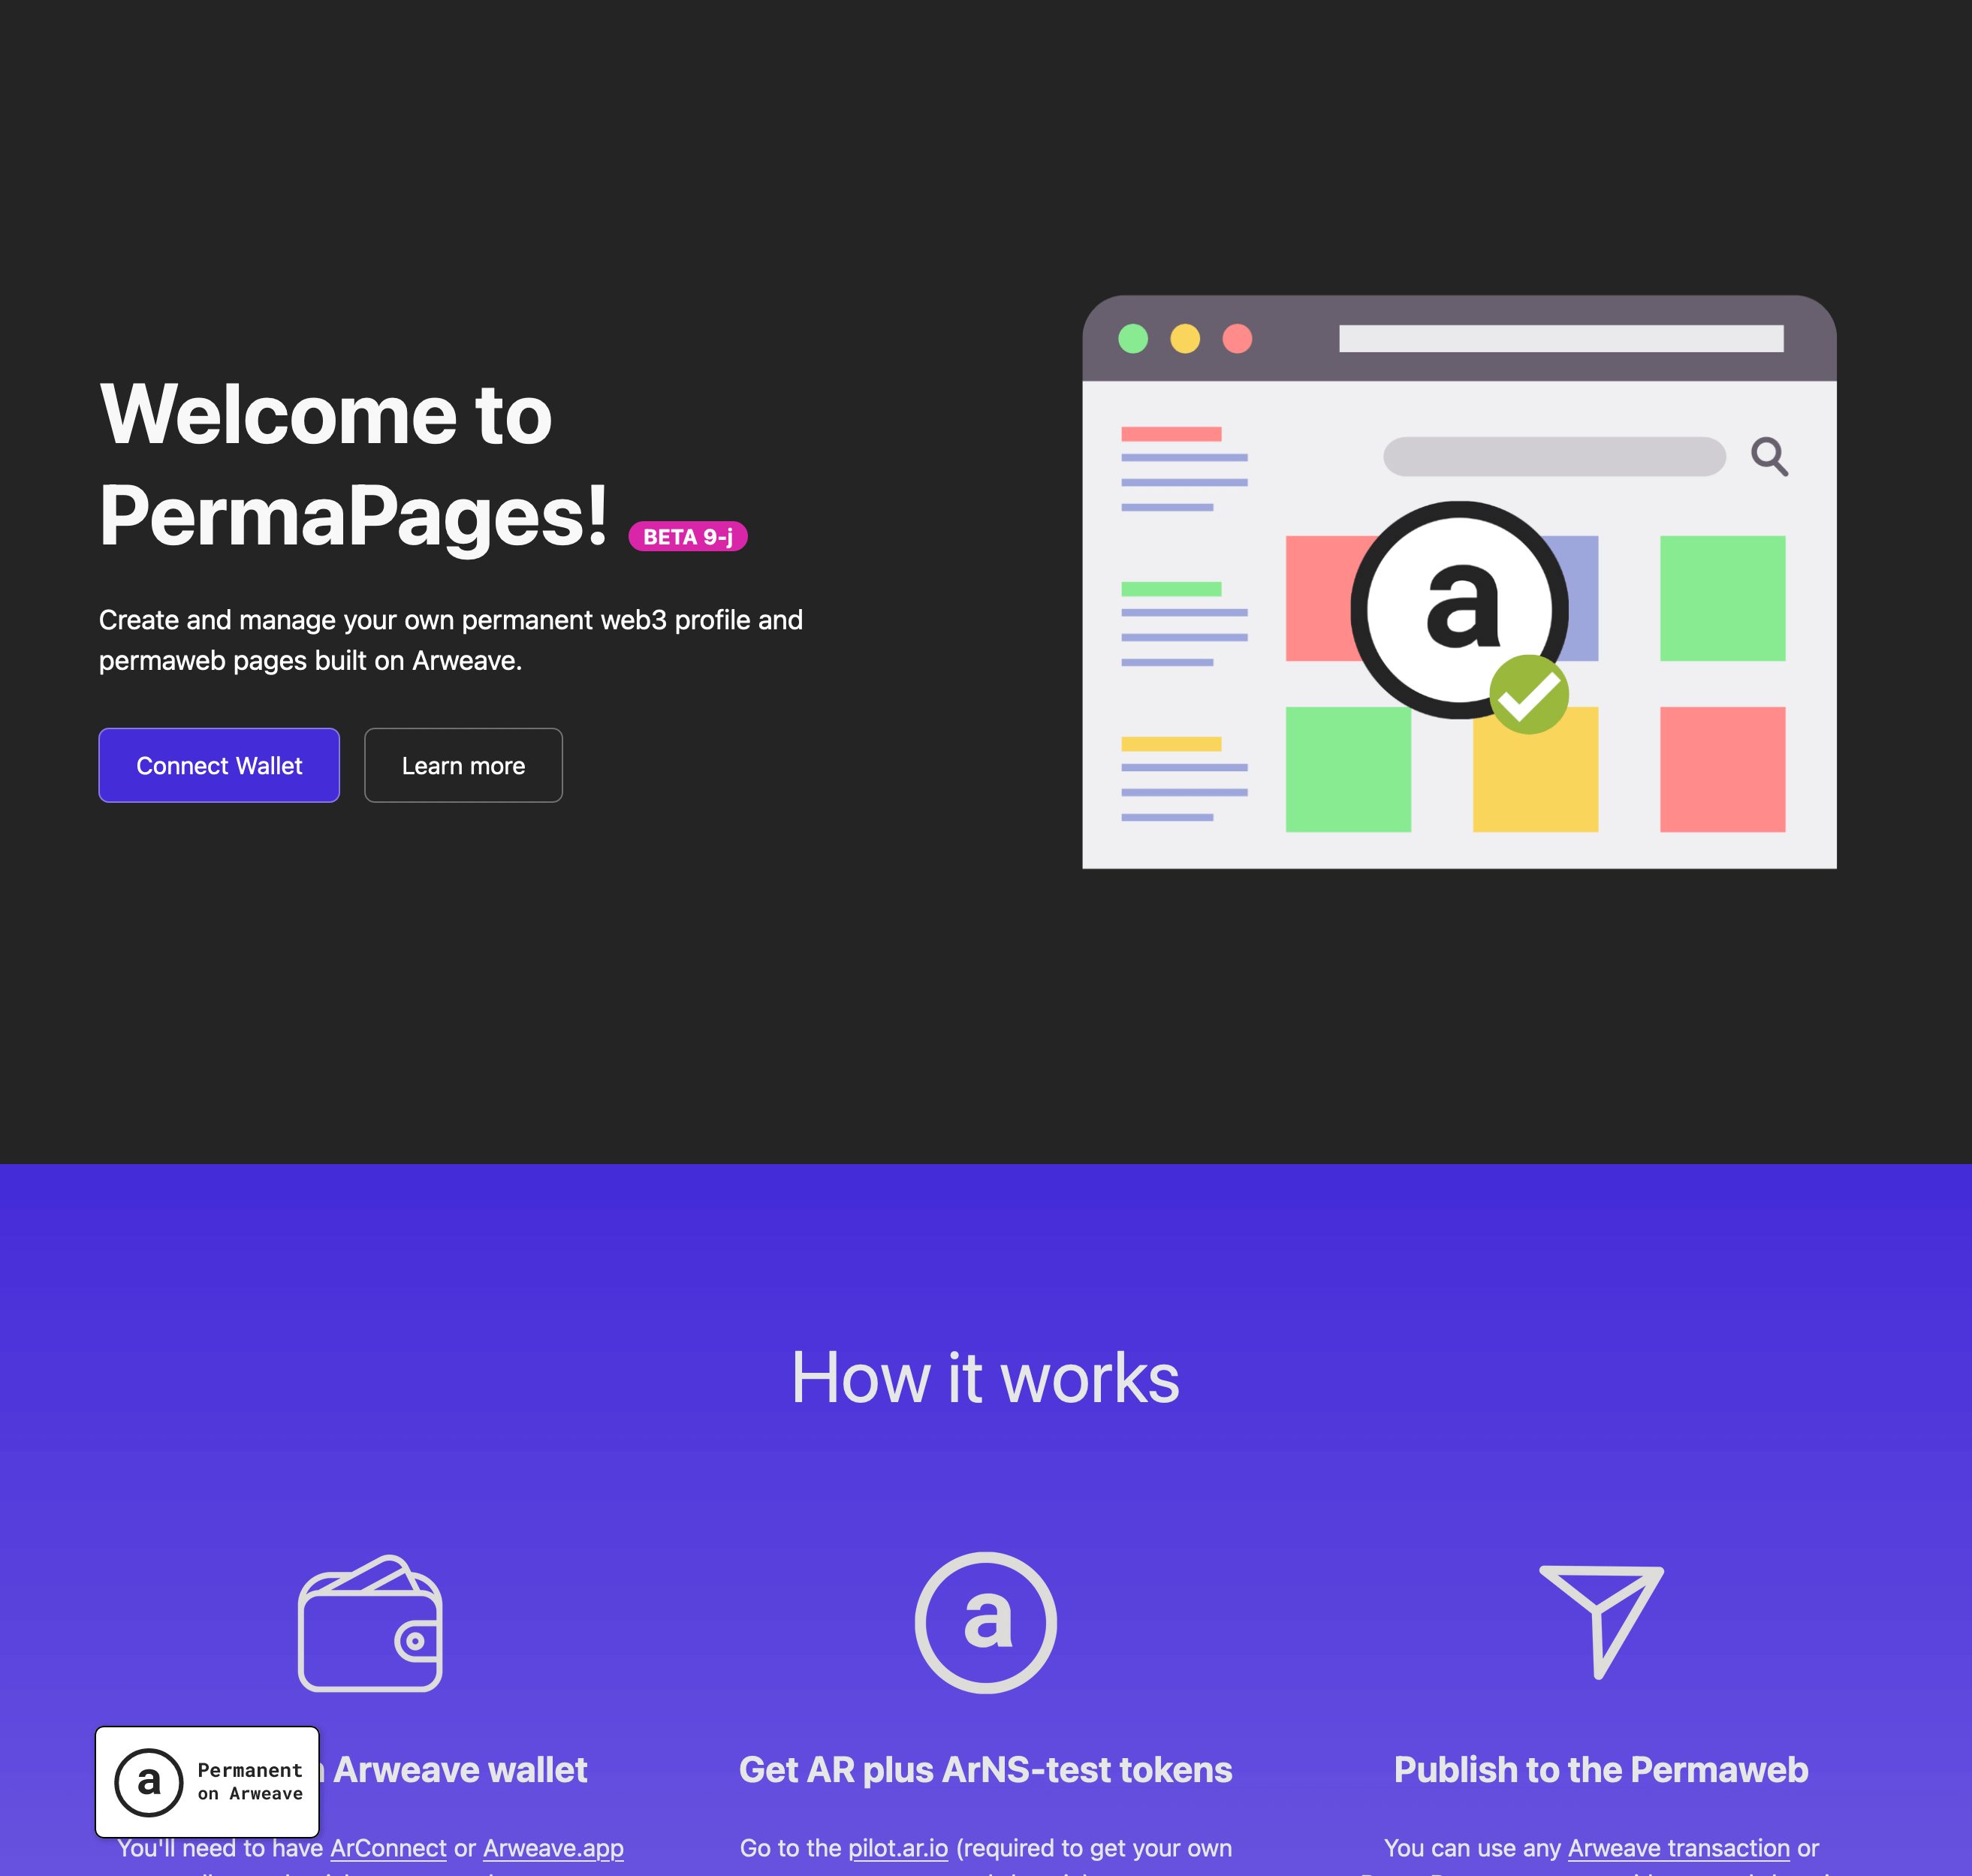 Welcome to
PermaPages! BETA 9-j
Create and manage your own permanent web3 profile and
permaweb pages built on Arweave.
Connect Wallet
Learn more
a
How it works
a
Arweave wallet
Get AR plus ArNS-test tokens
Publish to the Permaweb
a
Permanent
on Arweave
You'll need to have ArConnect or Arweave.app
Go to the pilot.ar.io (required to get your own
You can use any Arweave transaction or